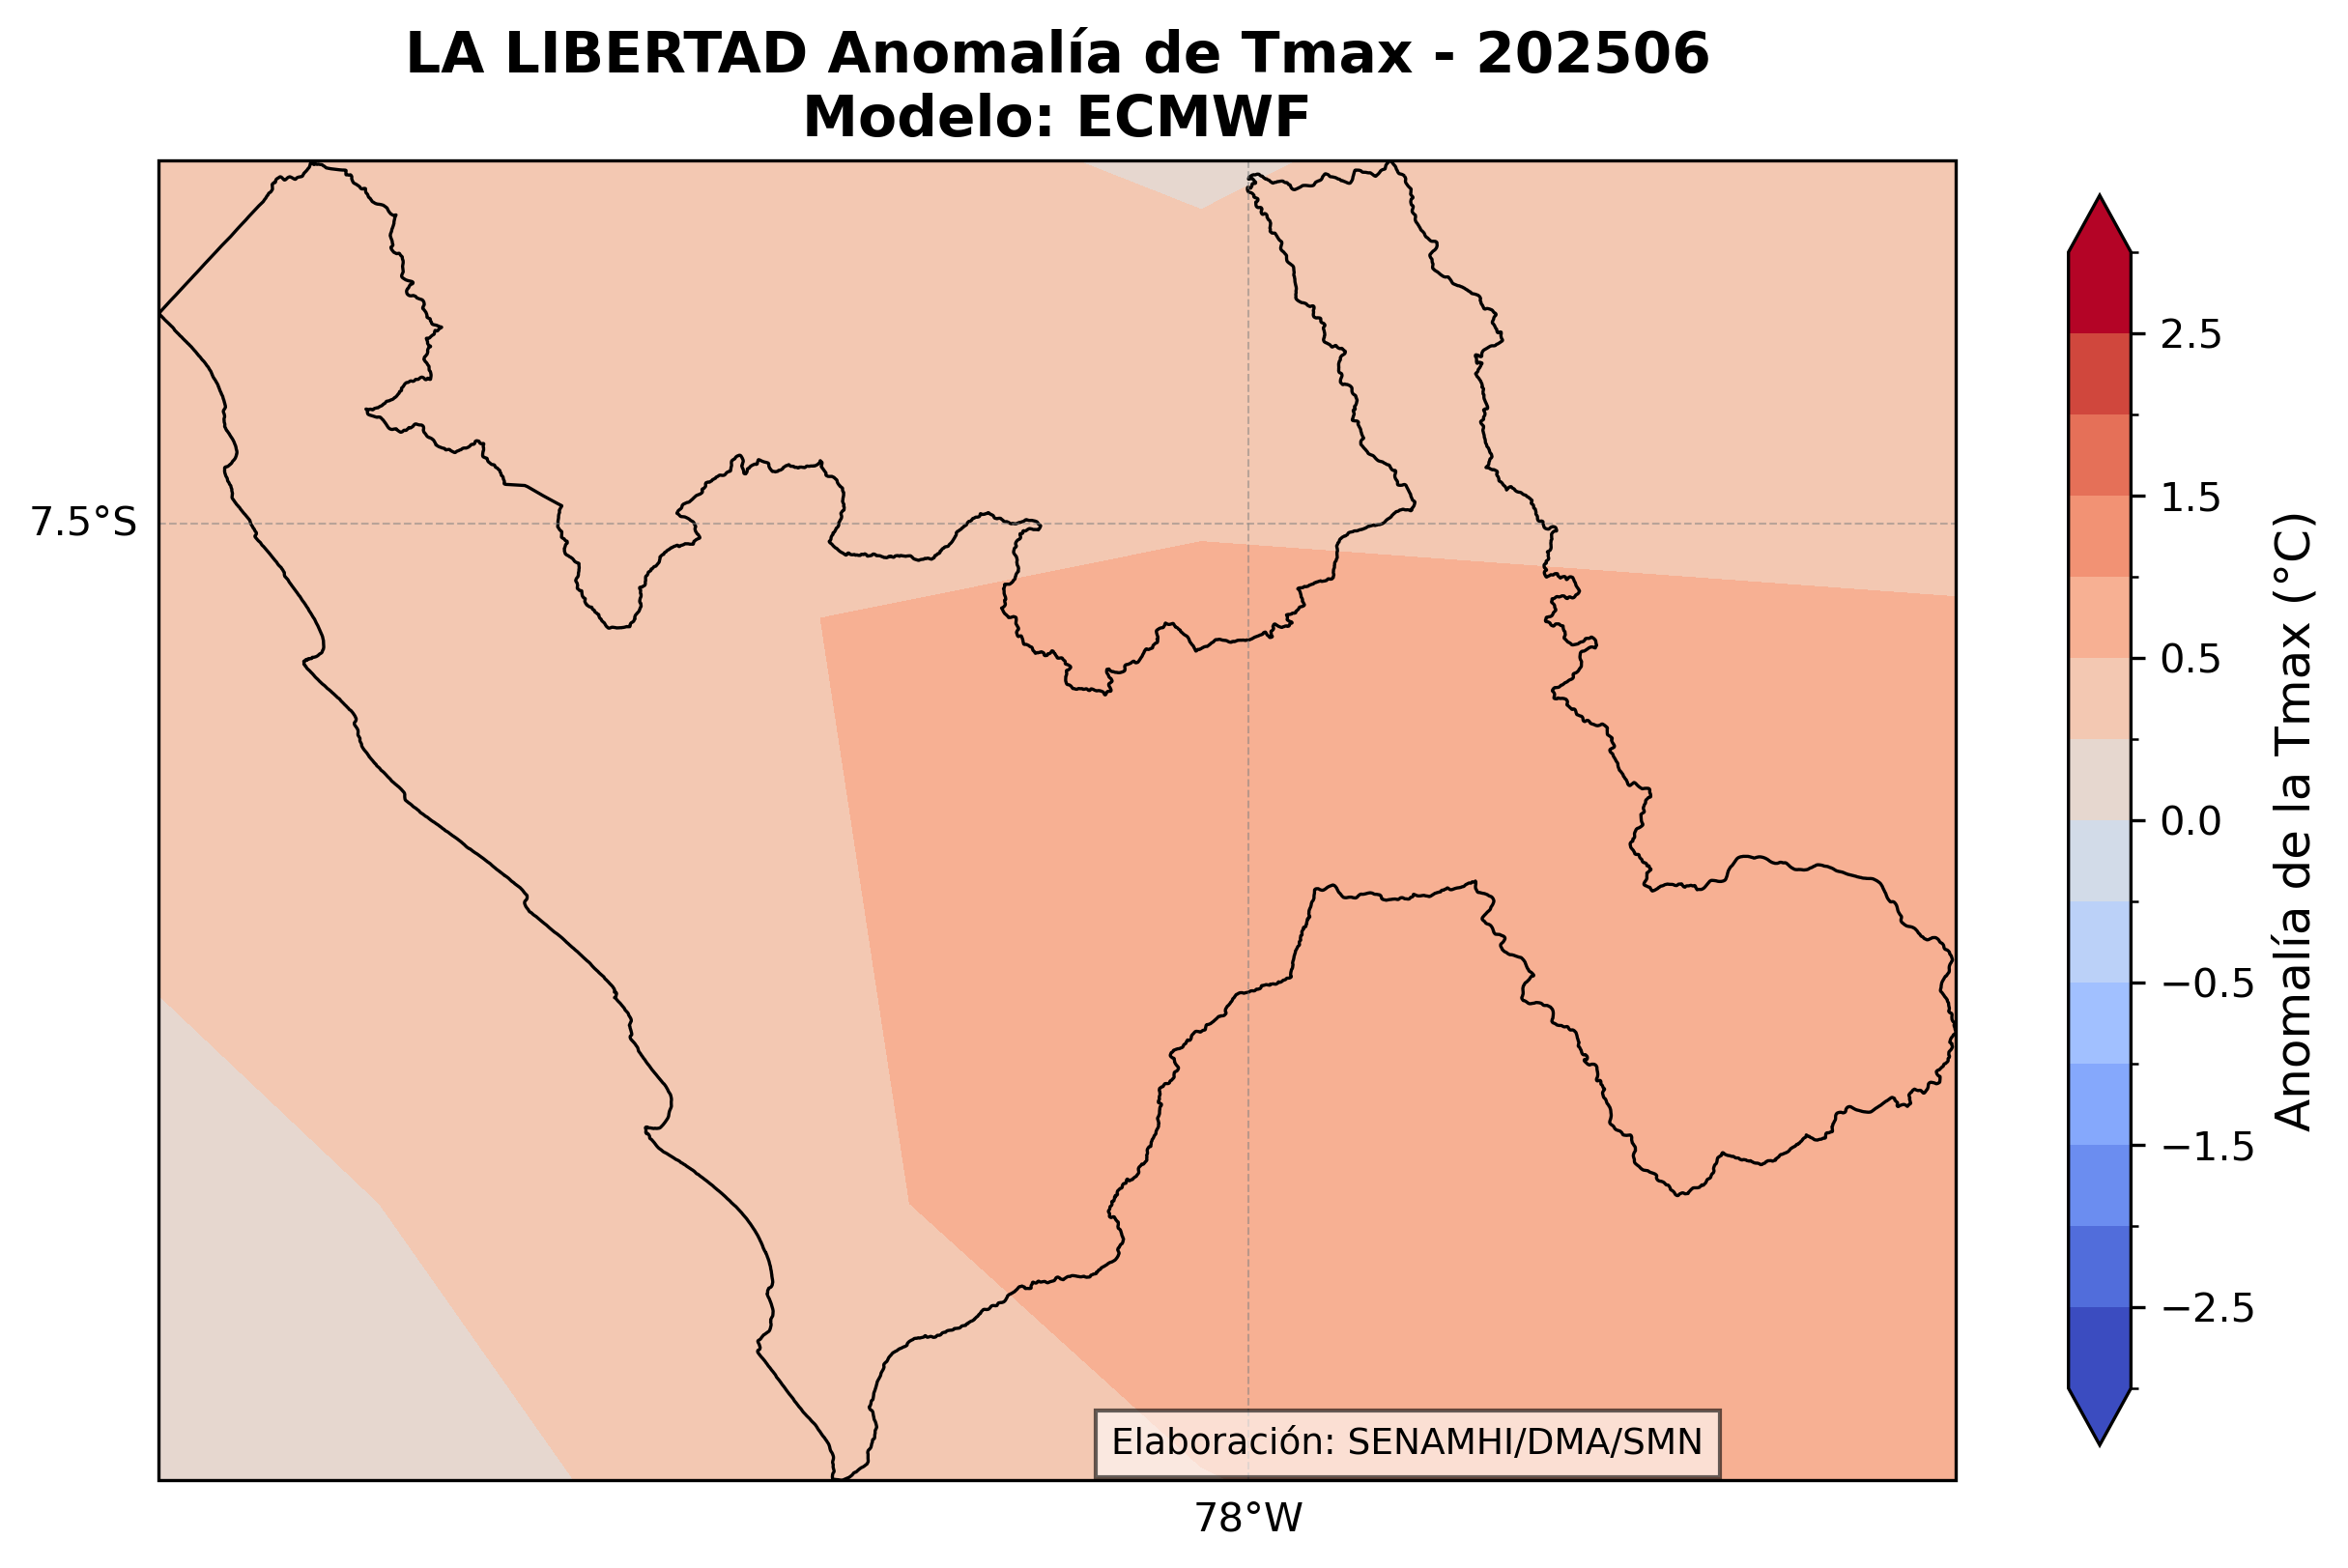 LA LIBERTAD Anomalía de Tmax - 202506
Modelo: ECMWF
7.5°S
78°W
Elaboración: SENAMHI/DMA/SMN
2.5
1.5
0.5
0.0
−0.5
−1.5
−2.5
Anomalía de la Tmax (°C)